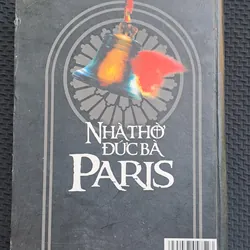 NHÀ THỜ
ĐỨC BÀ
PARIS